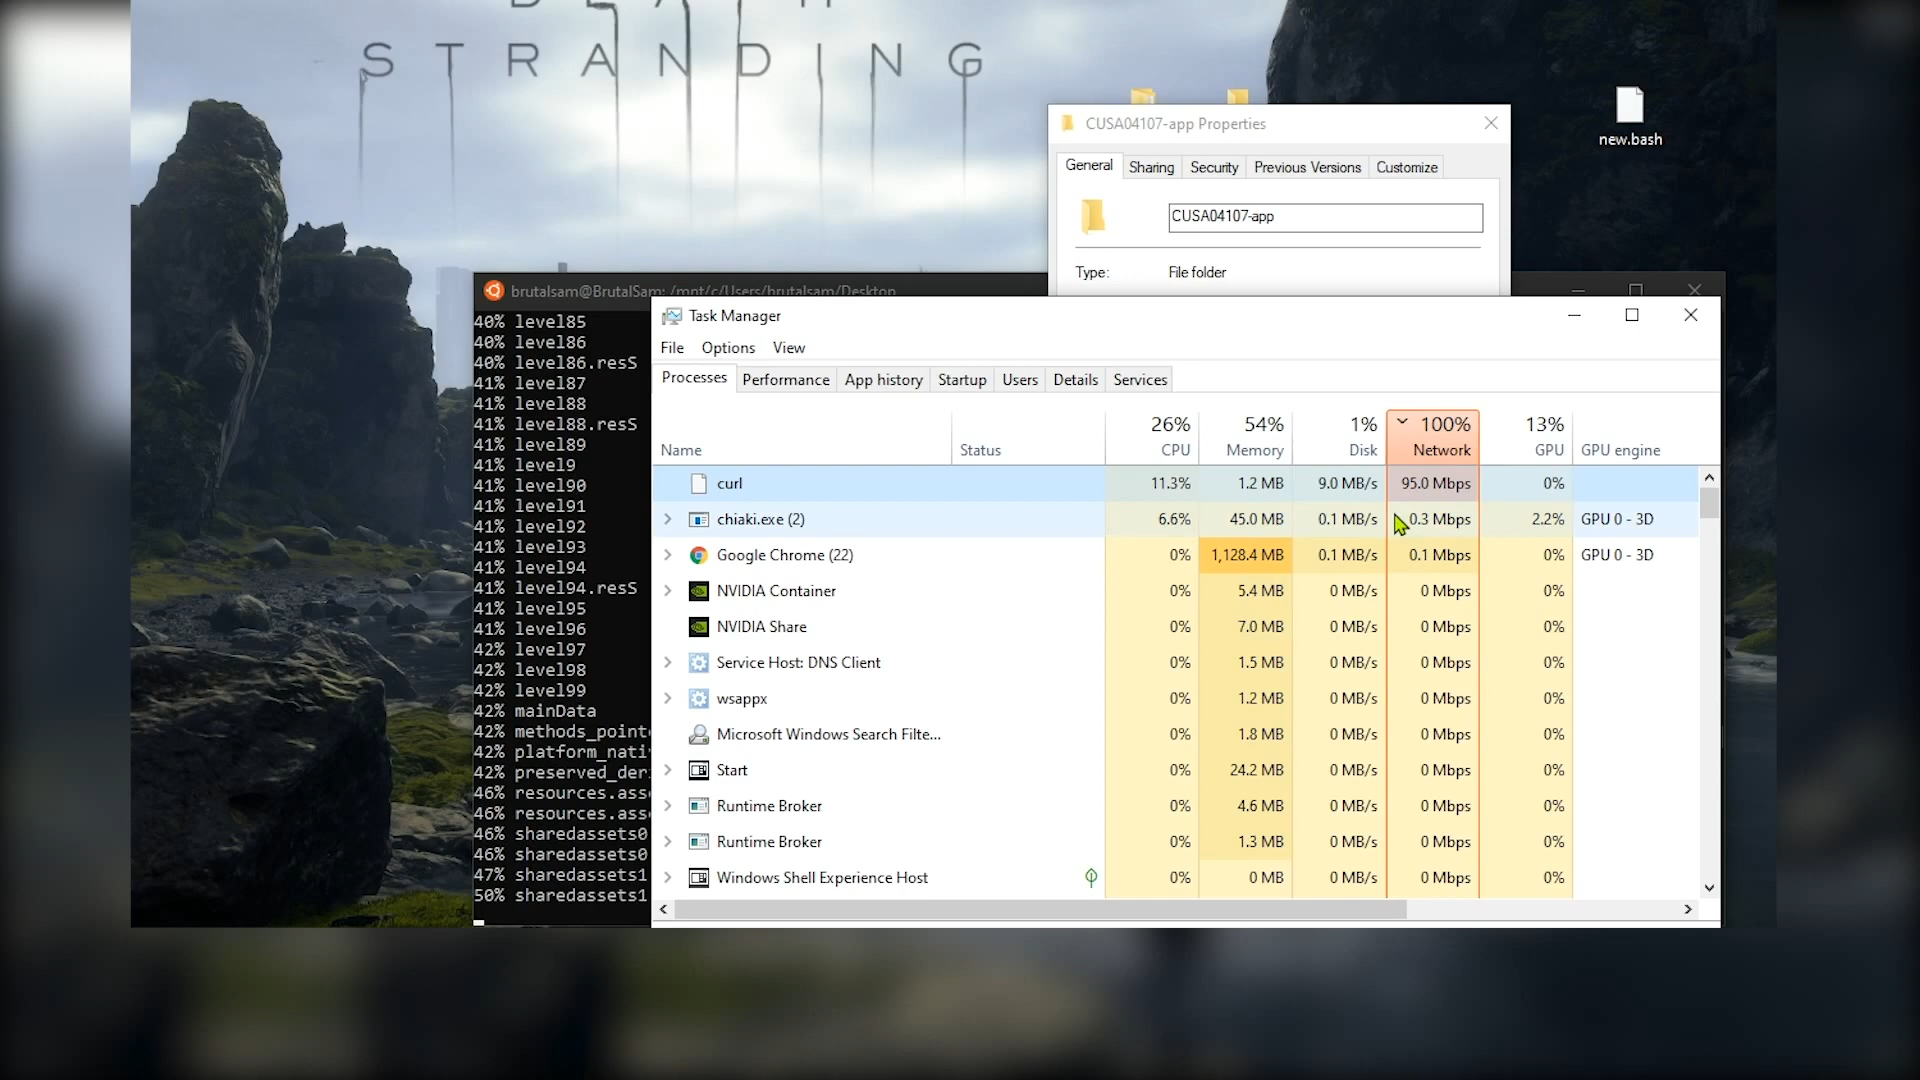 DEATH
STRANDING
new.bash
CUSA04107-app Properties
General Sharing Security Previous Versions Customize
CUSA04107-app
Type: File folder
brutalsam@BrutalSam: /mnt/c/Users/brutalsam/Desktop
40% level85
40% level86
40% level86.resS
41% level87
41% level88
41% level88.resS
41% level89
41% level9
41% level90
41% level91
41% level92
41% level93
41% level94
41% level94.resS
41% level95
41% level96
42% level97
42% level98
42% level99
42% mainData
42% methods_pointe
42% platform_nati
42% preserved_der
46% resources.asse
46% resources.asse
46% sharedassets0
46% sharedassets0
47% sharedassets1
50% sharedassets1
Task Manager
File Options View
Processes Performance App history Startup Users Details Services
26% 54% 1% 100% 13%
Name Status CPU Memory Disk Network GPU GPU engine
curl 11.3% 1.2 MB 9.0 MB/s 95.0 Mbps 0%
chiaki.exe (2) 6.6% 45.0 MB 0.1 MB/s 0.3 Mbps 2.2% GPU 0 - 3D
Google Chrome (22) 0% 1,128.4 MB 0.1 MB/s 0.1 Mbps 0% GPU 0 - 3D
NVIDIA Container 0% 5.4 MB 0 MB/s 0 Mbps 0%
NVIDIA Share 0% 7.0 MB 0 MB/s 0 Mbps 0%
Service Host: DNS Client 0% 1.5 MB 0 MB/s 0 Mbps 0%
wsappx 0% 1.2 MB 0 MB/s 0 Mbps 0%
Microsoft Windows Search Filte... 0% 1.8 MB 0 MB/s 0 Mbps 0%
Start 0% 24.2 MB 0 MB/s 0 Mbps 0%
Runtime Broker 0% 4.6 MB 0 MB/s 0 Mbps 0%
Runtime Broker 0% 1.3 MB 0 MB/s 0 Mbps 0%
Windows Shell Experience Host 0% 0 MB 0 MB/s 0 Mbps 0%